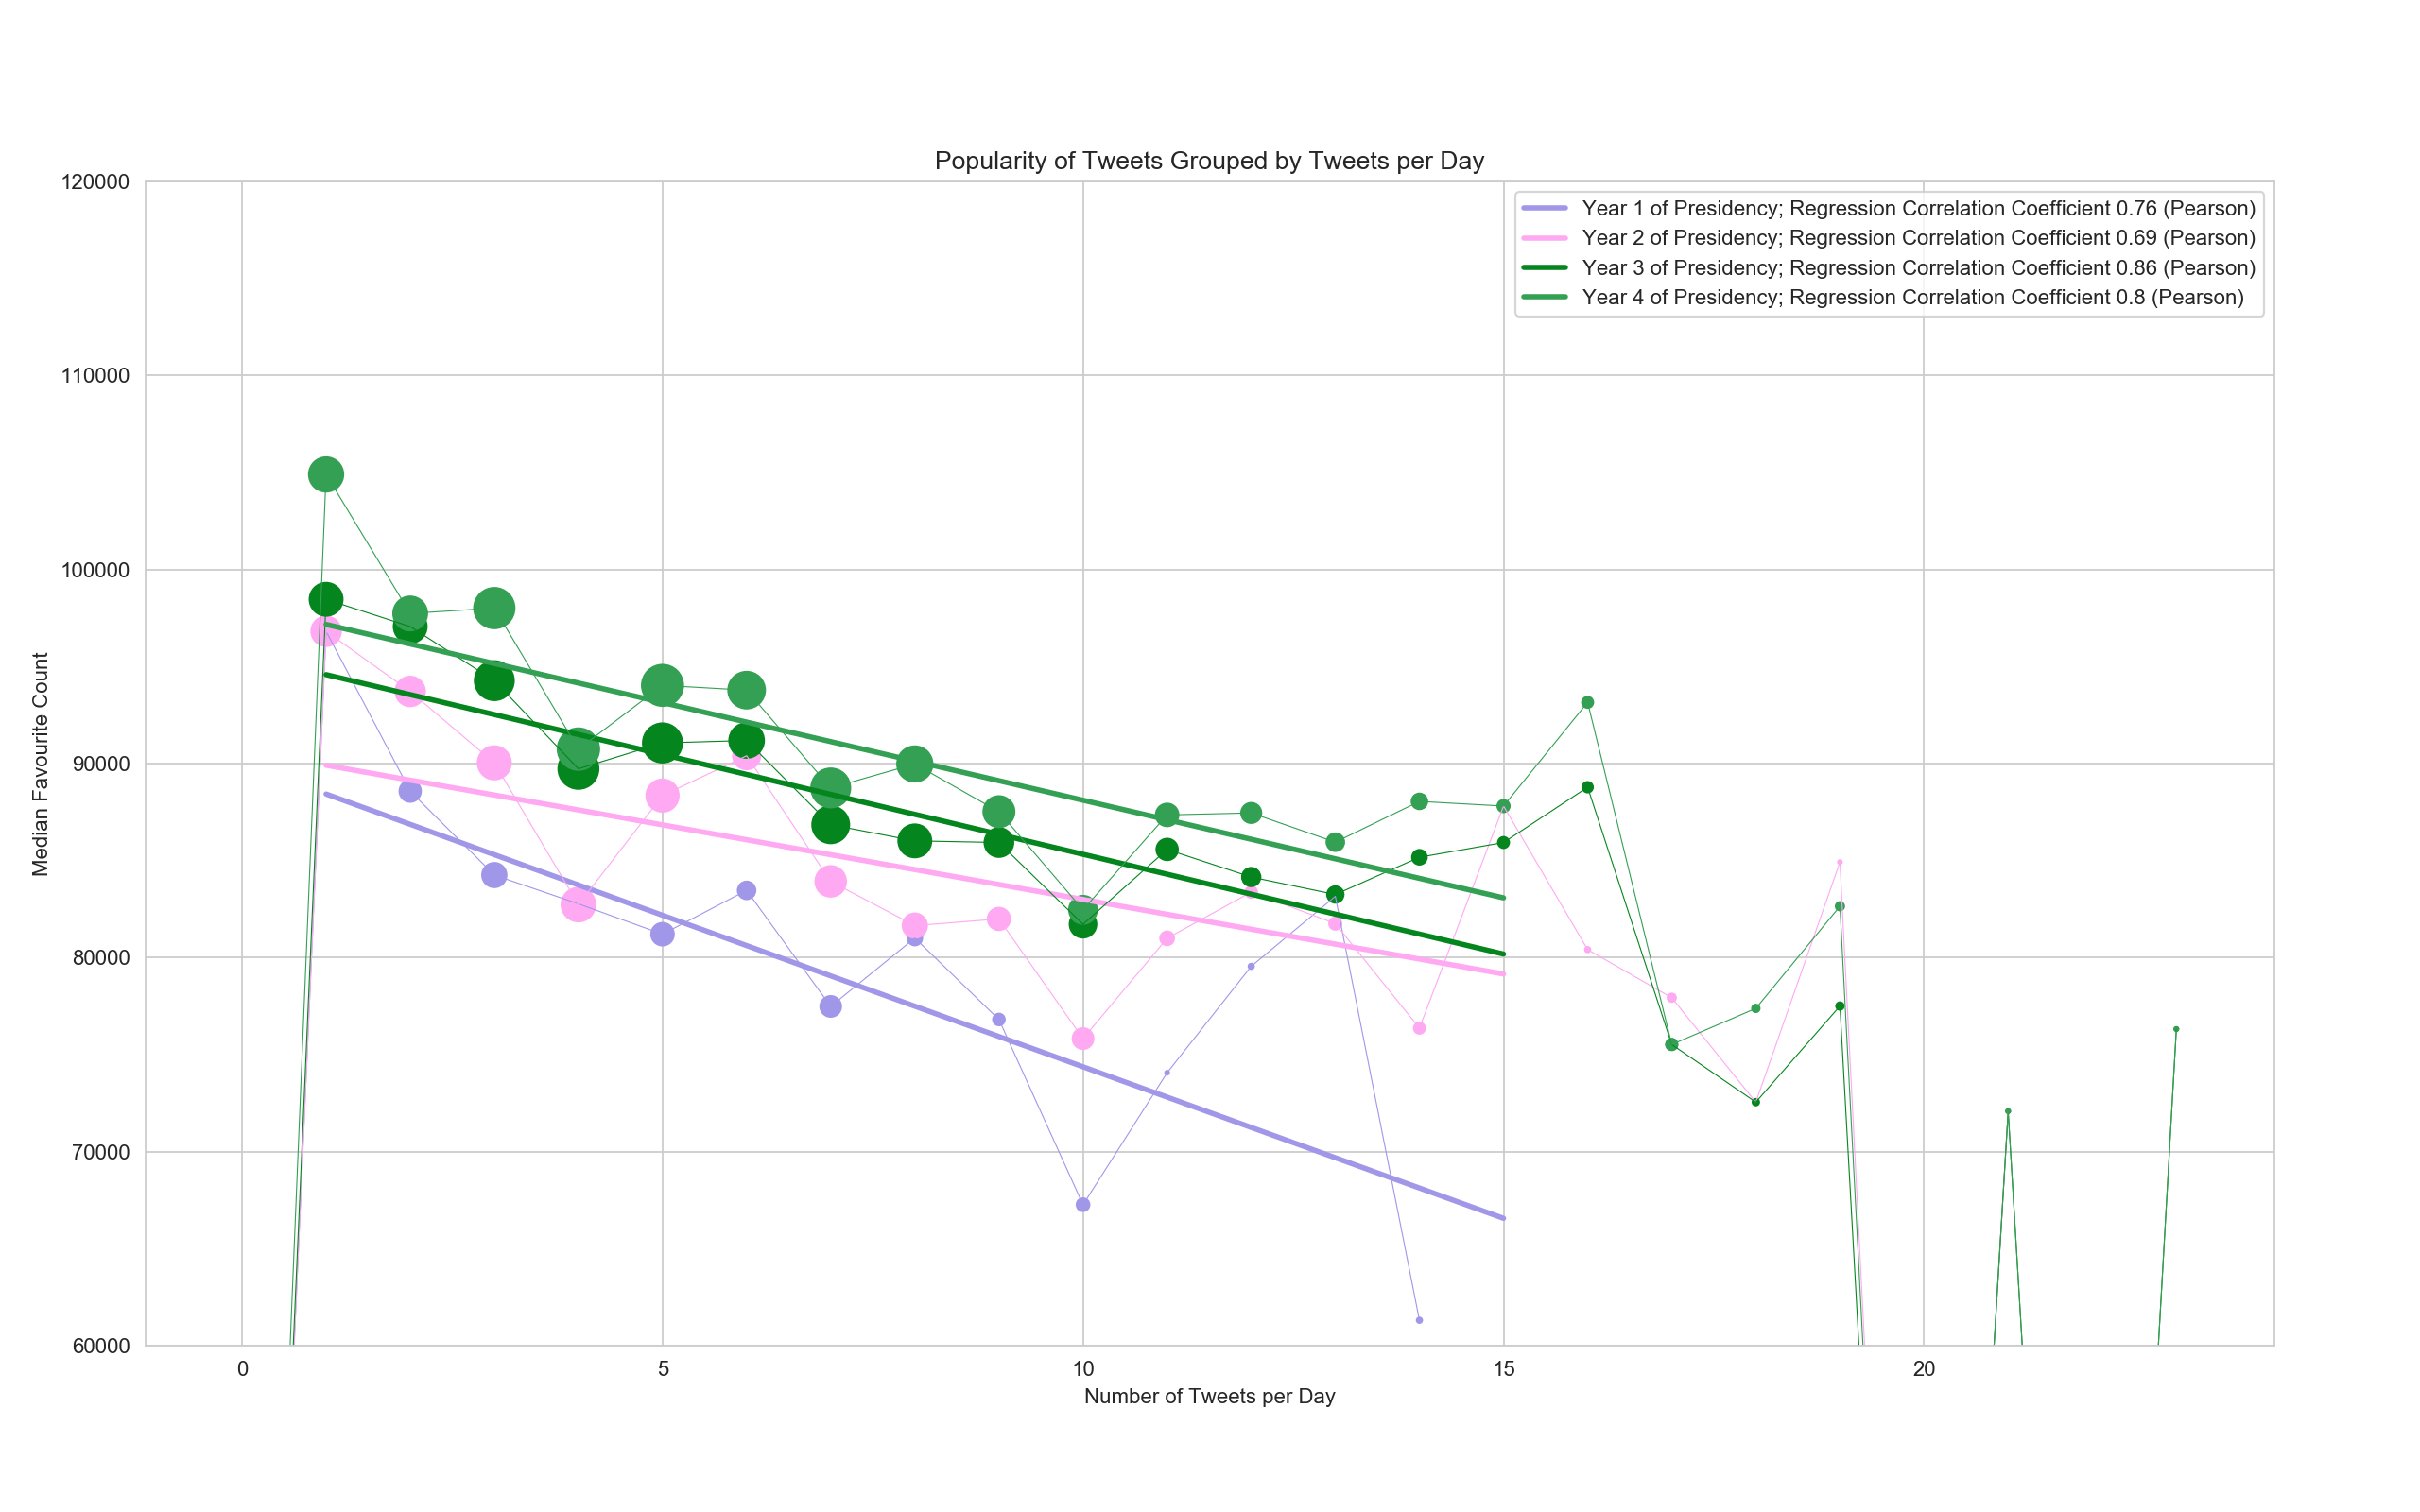 Popularity of Tweets Grouped by Tweets per Day
120000
110000
100000
90000
80000
70000
60000
Median Favourite Count
Year 1 of Presidency; Regression Correlation Coefficient 0.76 (Pearson)
Year 2 of Presidency; Regression Correlation Coefficient 0.69 (Pearson)
Year 3 of Presidency; Regression Correlation Coefficient 0.86 (Pearson)
Year 4 of Presidency; Regression Correlation Coefficient 0.8 (Pearson)
0 5 10 15 20
Number of Tweets per Day